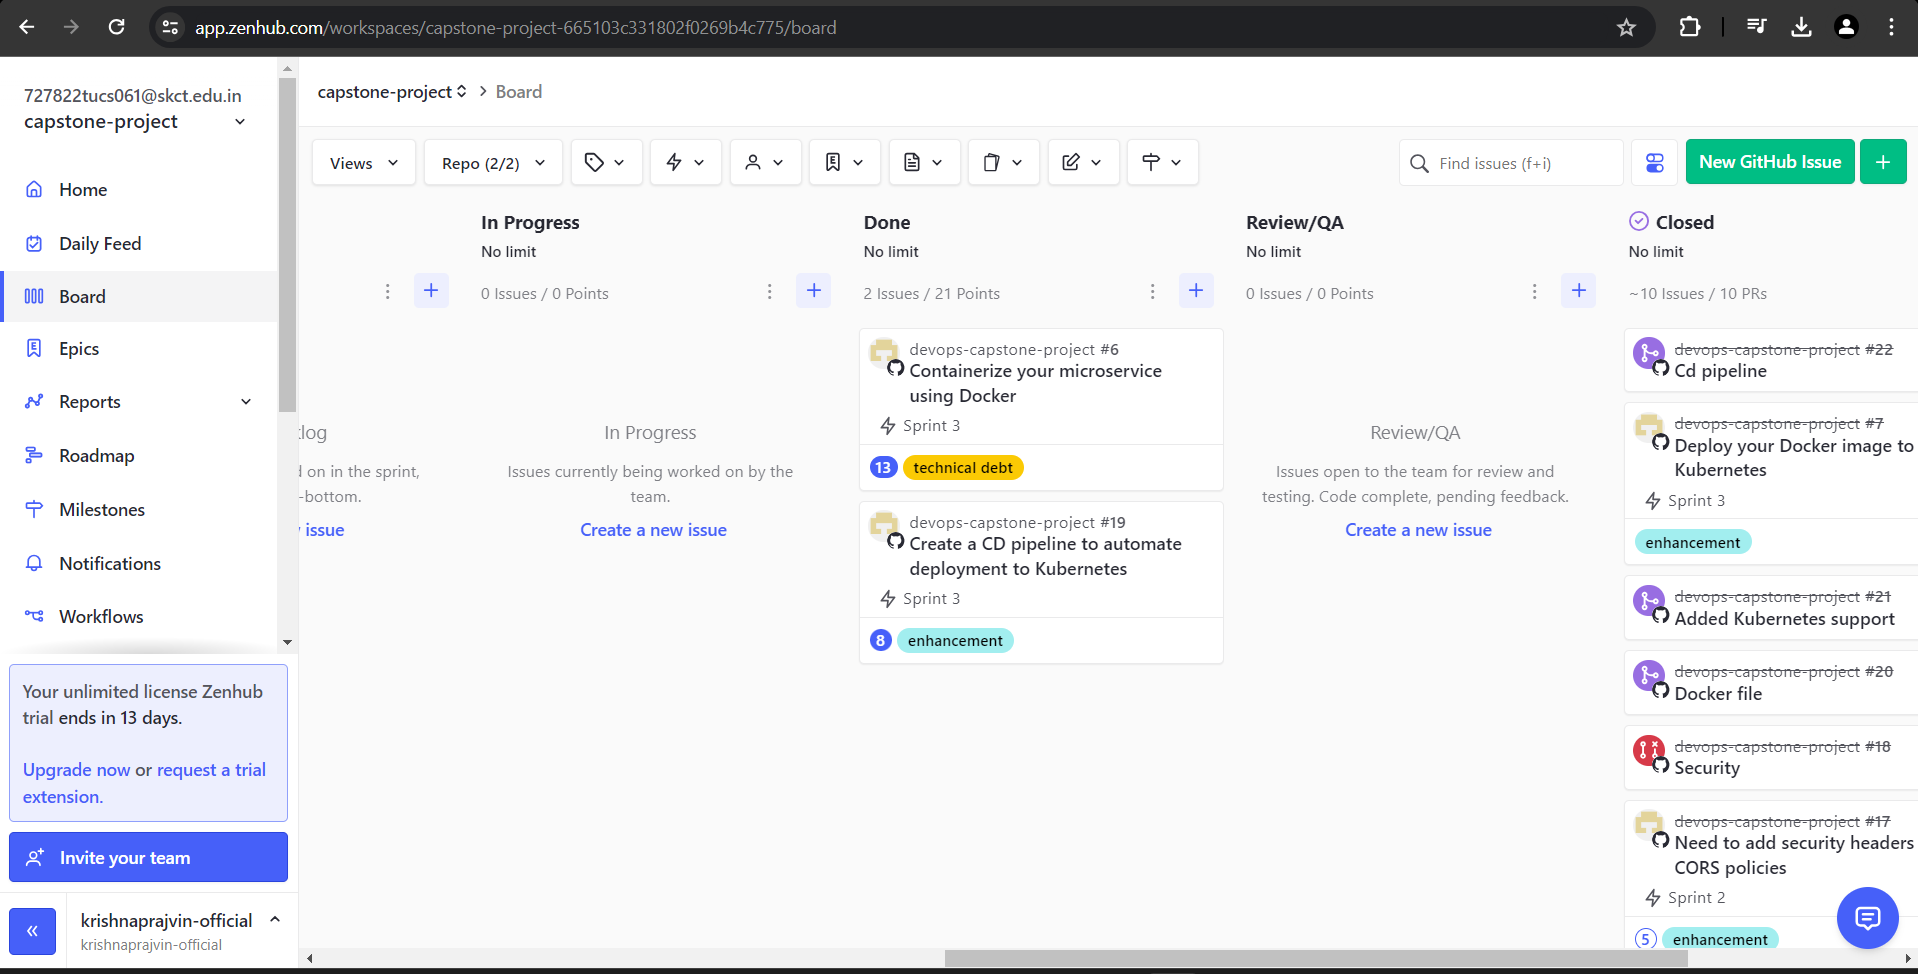 app.zenhub.com/workspaces/capstone-project-665103c331802f0269b4c775/board
727822tucs061@skct.edu.in
capstone-project
Home
Daily Feed
Board
Epics
Reports
Roadmap
Milestones
Notifications
Workflows
Your unlimited license Zenhub
trial ends in 13 days.
Upgrade now or request a trial
extension.
Invite your team
krishnaprajvin-official
krishnaprajvin-official
capstone-project > Board
Views
Repo (2/2)
Find issues (f+i)
New GitHub Issue
log
d on in the sprint,
-bottom.
issue
In Progress
No limit
0 Issues / 0 Points
In Progress
Issues currently being worked on by the
team.
Create a new issue
Done
No limit
2 Issues / 21 Points
devops-capstone-project #6
Containerize your microservice
using Docker
Sprint 3
13 technical debt
devops-capstone-project #19
Create a CD pipeline to automate
deployment to Kubernetes
Sprint 3
8 enhancement
Review/QA
No limit
0 Issues / 0 Points
Review/QA
Issues open to the team for review and
testing. Code complete, pending feedback.
Create a new issue
Closed
No limit
~10 Issues / 10 PRs
devops-capstone-project #22
Cd pipeline
devops-capstone-project #7
Deploy your Docker image to
Kubernetes
Sprint 3
enhancement
devops-capstone-project #21
Added Kubernetes support
devops-capstone-project #20
Docker file
devops-capstone-project #18
Security
devops-capstone-project #17
Need to add security headers
CORS policies
Sprint 2
5 enhancement